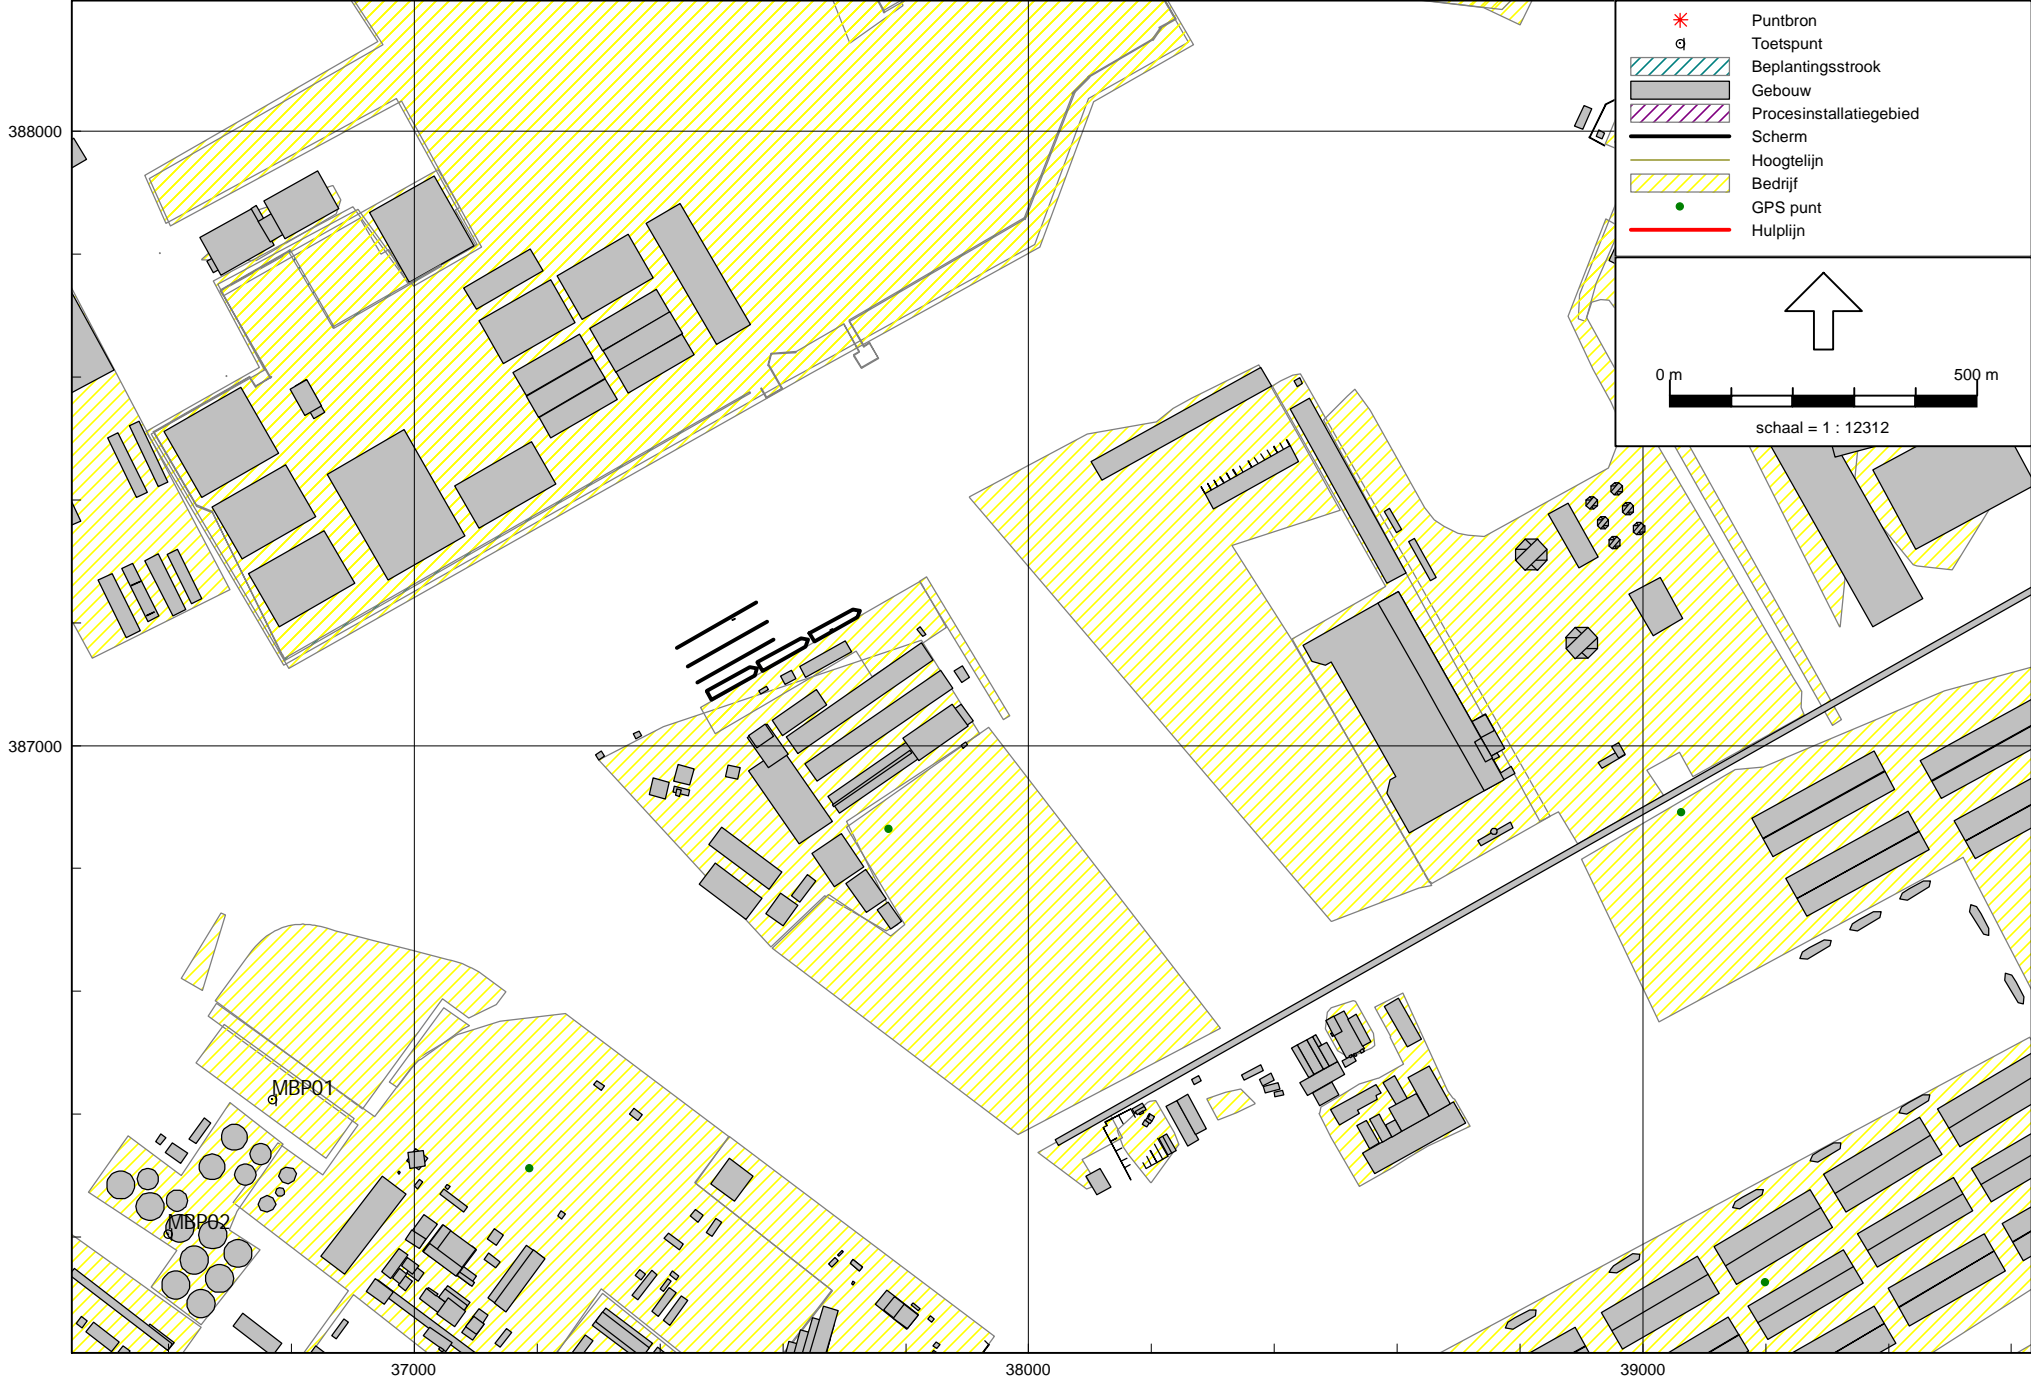 Puntbron
Toetspunt
Beplantingsstrook
Gebouw
Procesinstallatiegebied
Scherm
Hoogtelijn
Bedrijf
GPS punt
Hulplijn
0 m 500 m
schaal = 1 : 12312
388000
387000
MBP01
MBP02
37000 38000 39000